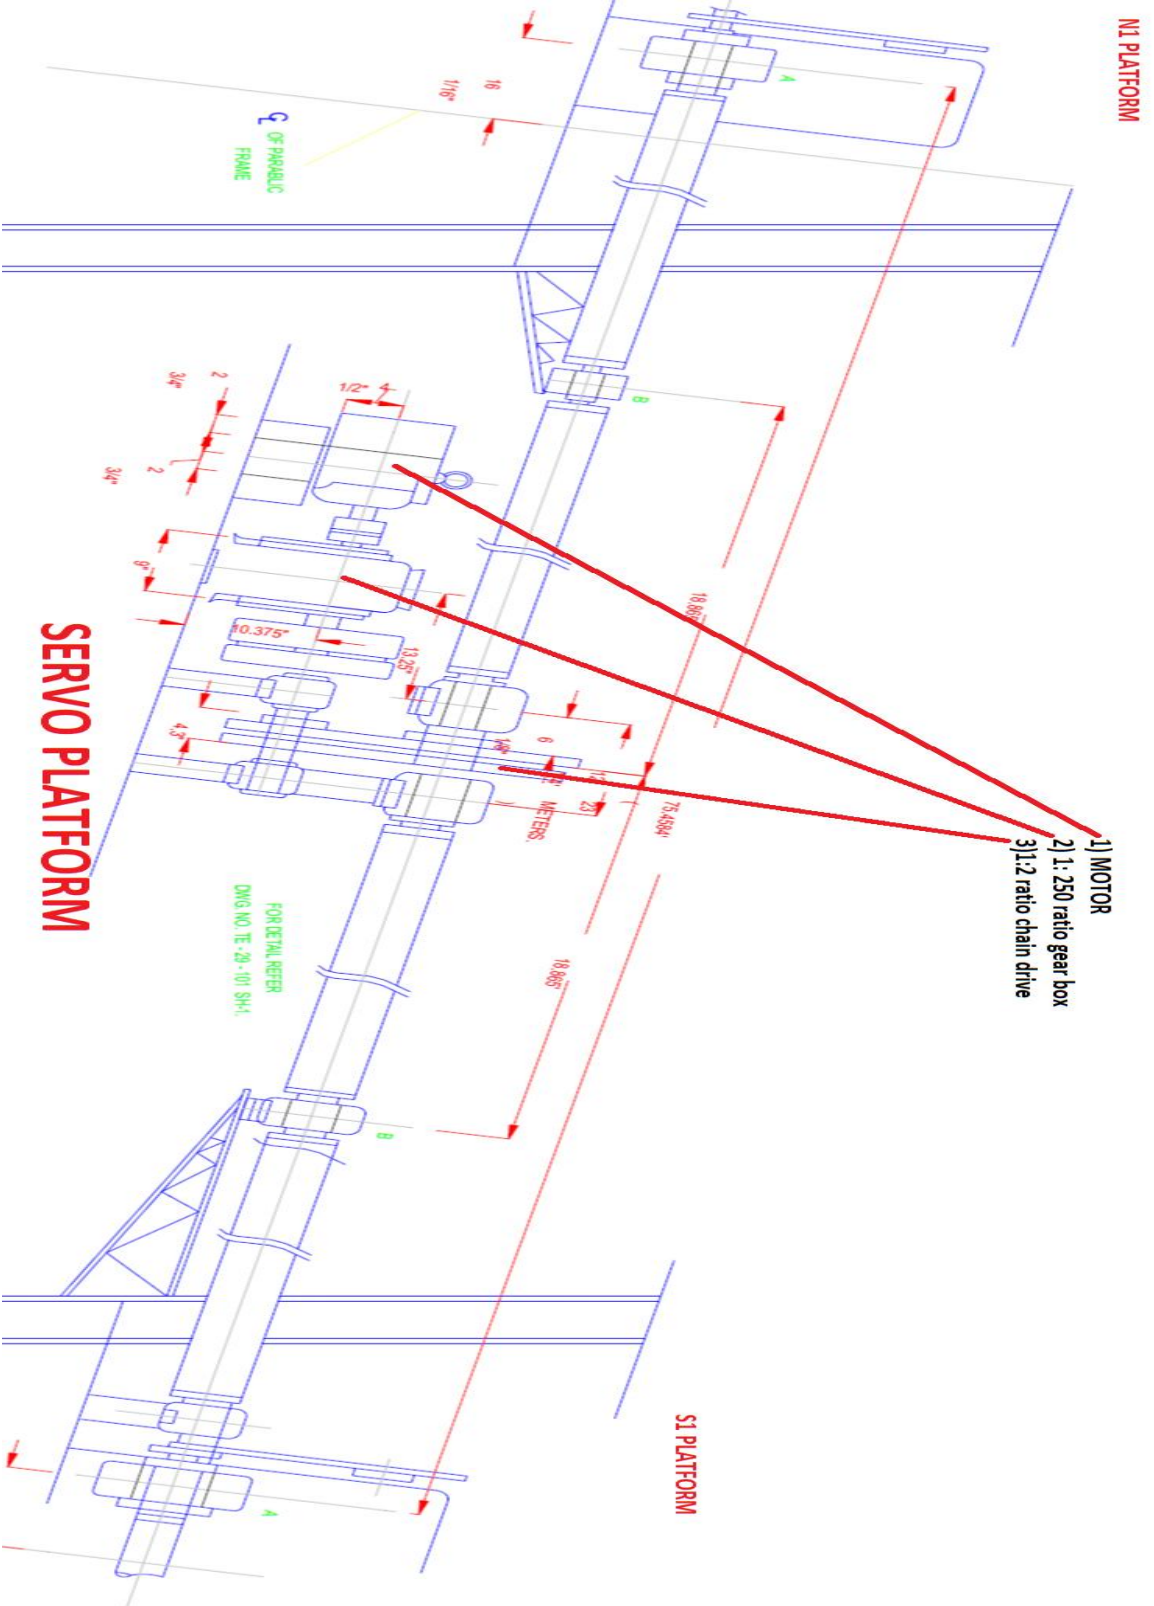 N1 PLATFORM
A
16
1/16"
C
L
OF PARABLIC
FRAME
B
1/2"
4
2
3/4"
2
3/4"
9"
18.865
10.375"
13.25"
6
4.5"
23
METERS.
75.4584'
1) MOTOR
2) 1: 250 ratio gear box
3)1:2 ratio chain drive
SERVO PLATFORM
FOR DETAIL REFER
DWG. NO. TE - 29 - 101 SH-1.
18.865
B
S1 PLATFORM
A